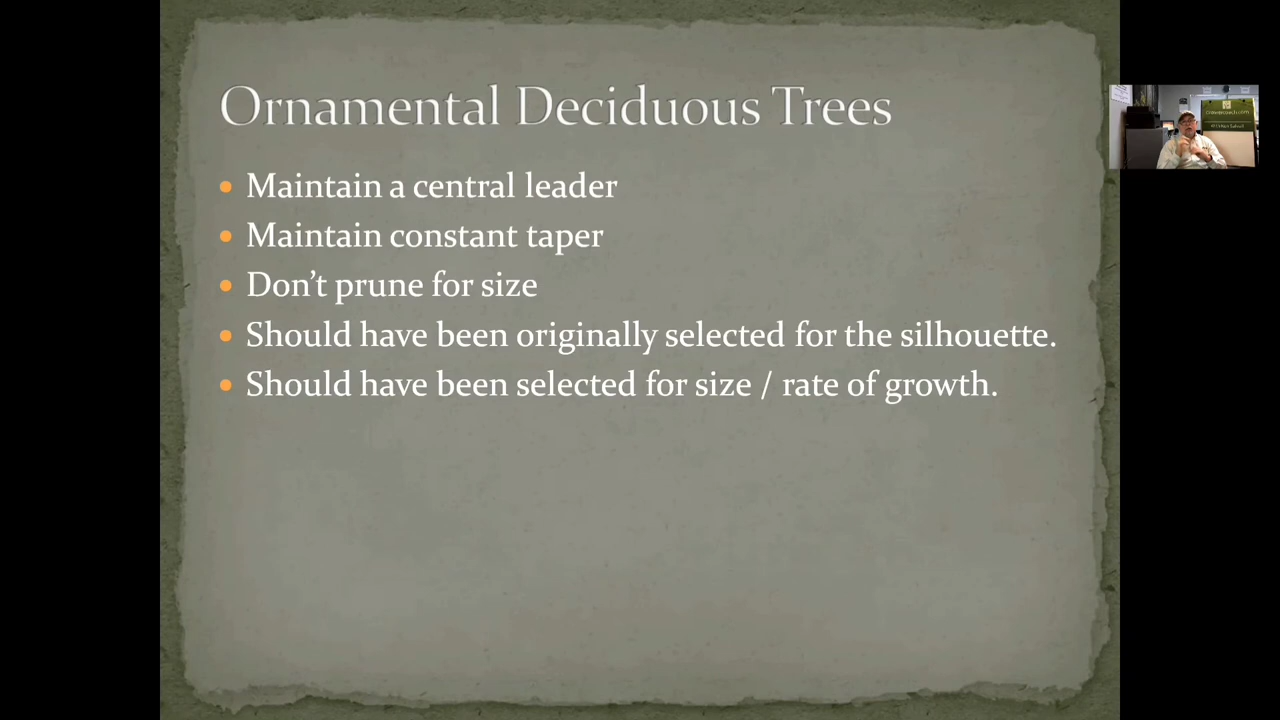 Ornamental Deciduous Trees
Maintain a central leader
Maintain constant taper
Don’t prune for size
Should have been originally selected for the silhouette.
Should have been selected for size / rate of growth.